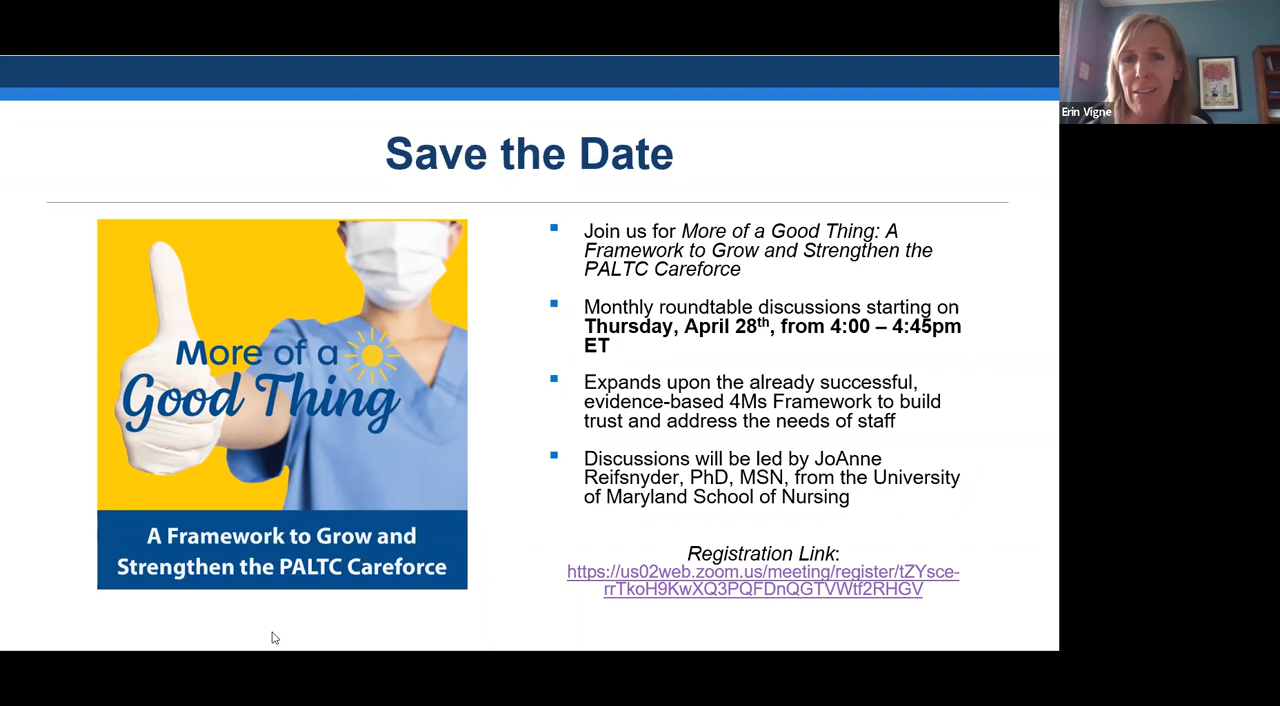 Save the Date
More of a
Good Thing
A Framework to Grow and
Strengthen the PALTC Careforce
Join us for More of a Good Thing: A
Framework to Grow and Strengthen the
PALTC Careforce
Monthly roundtable discussions starting on
Thursday, April 28th, from 4:00 – 4:45pm
ET
Expands upon the already successful,
evidence-based 4Ms Framework to build
trust and address the needs of staff
Discussions will be led by JoAnne
Reifsnyder, PhD, MSN, from the University
of Maryland School of Nursing
Registration Link:
https://us02web.zoom.us/meeting/register/tZYsce-
rrTkoH9KwXQ3PQFDnQGTVWtf2RHGV
Erin Vigne